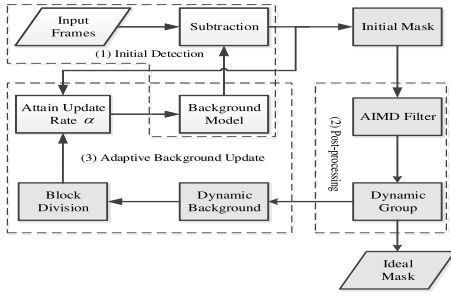 Input
Frames
Subtraction
Initial Mask
(1) Initial Detection
Attain Update
Rate α
Background
Model
AIMD Filter
(2) Post-processing
(3) Adaptive Background Update
Block
Division
Dynamic
Background
Dynamic
Group
Ideal
Mask